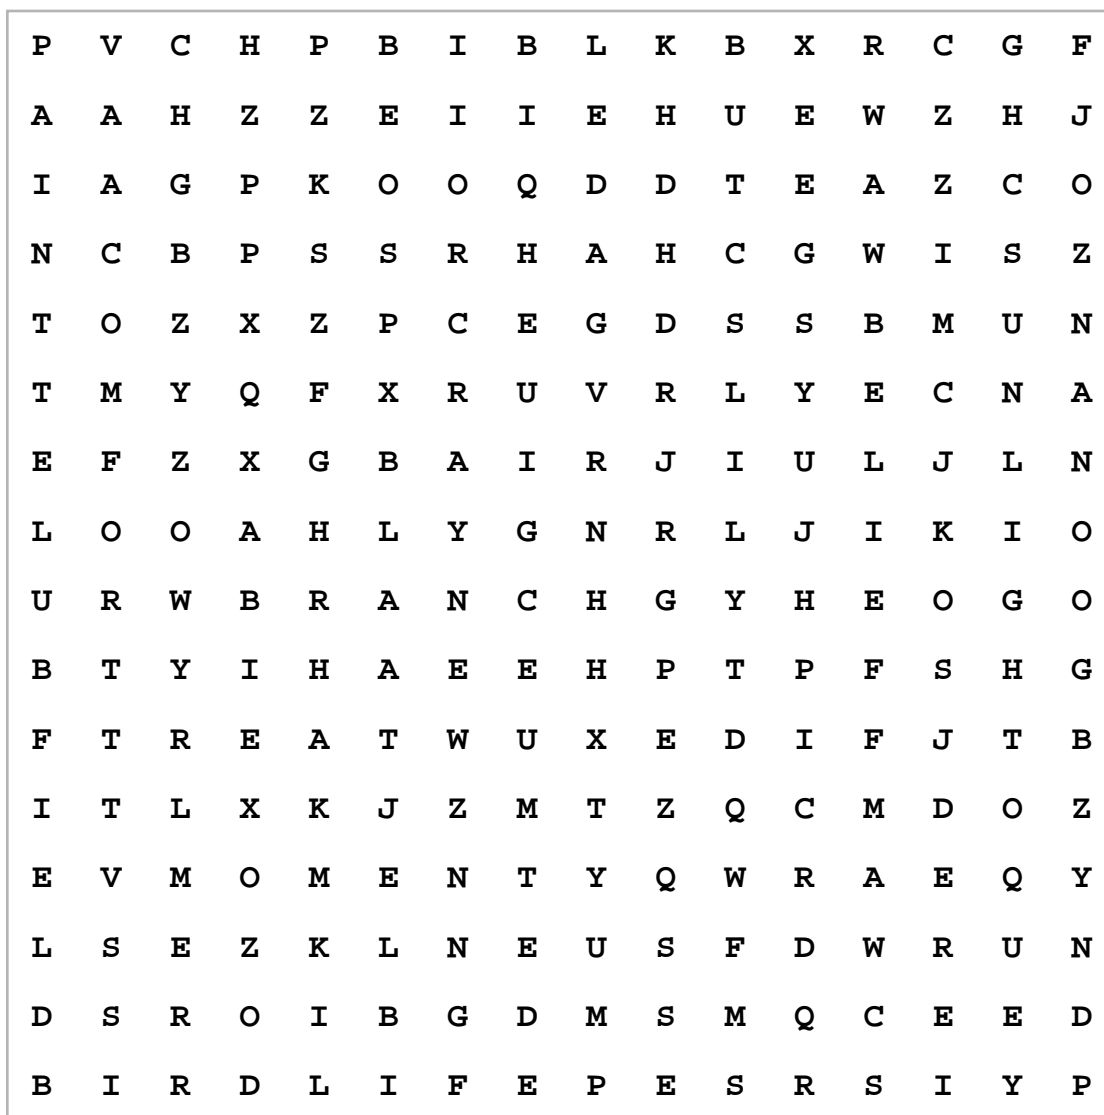 P V C H P B I B L K B X R C G F
A A H Z Z E I I E H U E W Z H J
I A G P K O O Q D D T E A Z C O
N C B P S S R H A H C G W I S Z
T O Z X Z P C E G D S S B M U N
T M Y Q F X R U V R L Y E C N A
E F Z X G B A I R J I U L J L N
L O O A H L Y G N R L J I K I O
U R W B R A N C H G Y H E O G O
B T Y I H A E E H P T P F S H G
F T R E A T W U X E D I F J T B
I T L X K J Z M T Z Q C M D O Z
E V M O M E N T Y Q W R A E Q Y
L S E Z K L N E U S F D W R U N
D S R O I B G D M S M Q C E E D
B I R D L I F E P E S R S I Y P